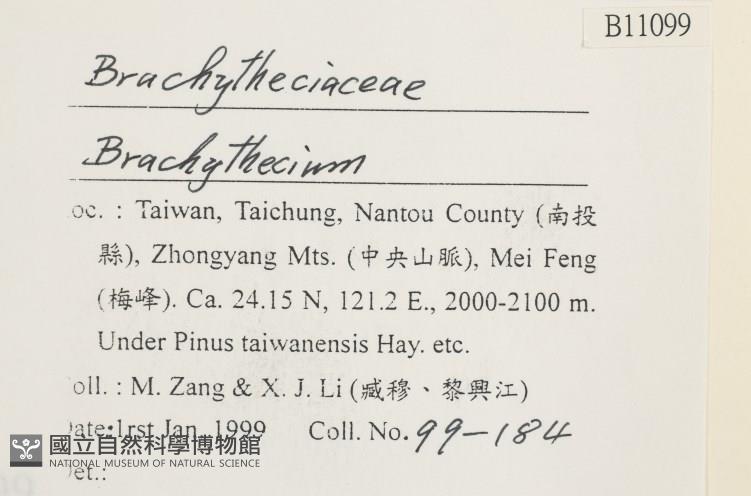 B11099
Brachytheciaceae
Brachythecium
oc. : Taiwan, Taichung, Nantou County (南投
縣), Zhongyang Mts. (中央山脈), Mei Feng
(梅峰). Ca. 24.15 N, 121.2 E., 2000-2100 m.
Under Pinus taiwanensis Hay. etc.
oll. : M. Zang & X. J. Li (臧穆、黎興江)
ate:1rst Jan. 1999 Coll. No. 99-184
國立自然科學博物館
NATIONAL MUSEUM OF NATURAL SCIENCE
et.: